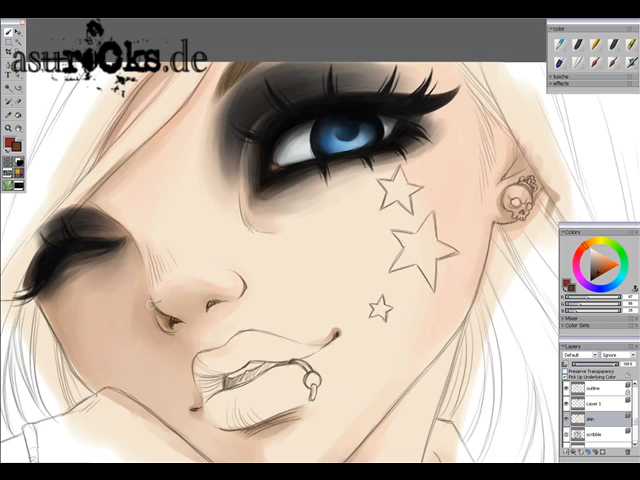 asurocks.de
color
tusche
effects
Colors
Mixer
Color Sets
Layers
Default
Ignore
100%
Preserve Transparency
Pick Up Underlying Color
outline
Layer 1
skin
scribble